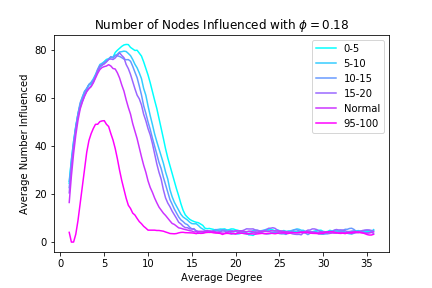 Number of Nodes Influenced with ϕ = 0.18
Average Number Influenced
80
60
40
20
0
0 5 10 15 20 25 30 35
Average Degree
0-5
5-10
10-15
15-20
Normal
95-100